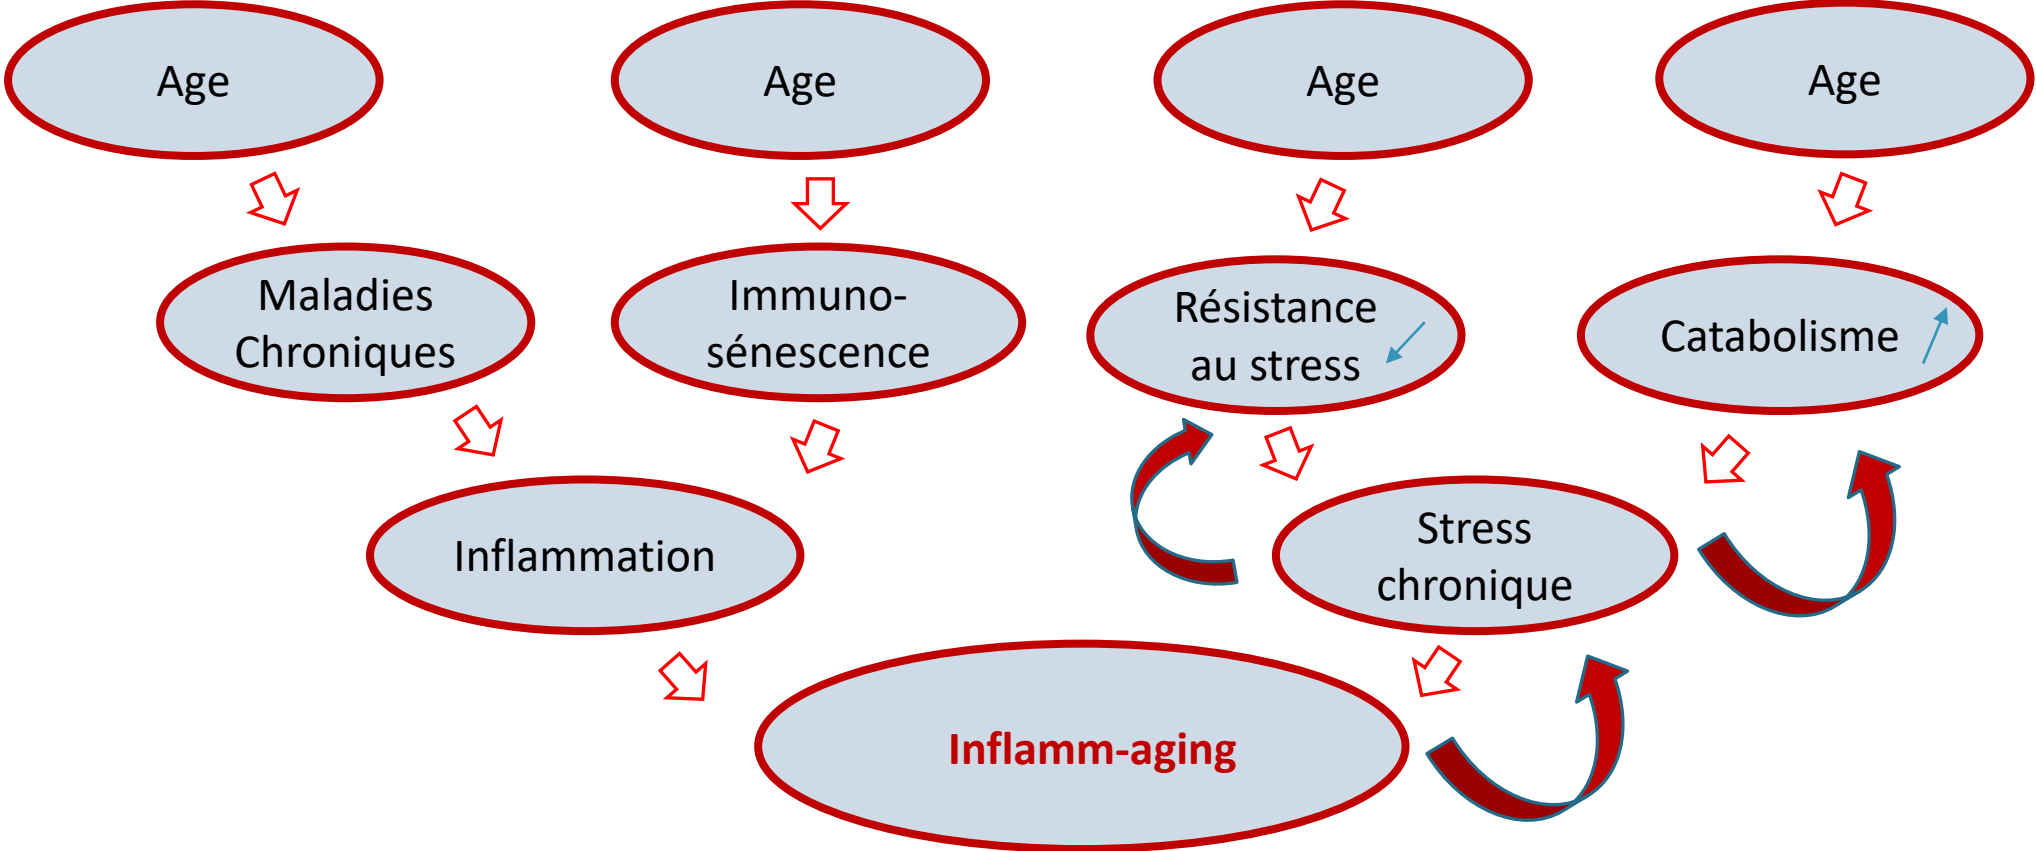 Age
Age
Age
Age
Maladies
Chroniques
Immuno-
sénescence
Résistance
au stress
Catabolisme
Inflammation
Stress
chronique
Inflamm-aging